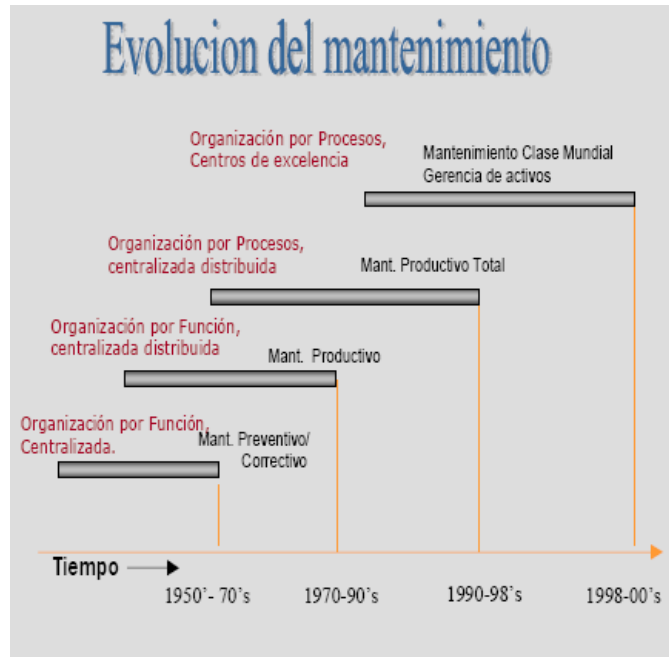 Evolucion del mantenimiento
Organización por Procesos,
Centros de excelencia
Mantenimiento Clase Mundial
Gerencia de activos
Organización por Procesos,
centralizada distribuida
Mant. Productivo Total
Organización por Función,
centralizada distribuida
Mant. Productivo
Organización por Función,
Centralizada.
Mant. Preventivo/
Correctivo
Tiempo
1950'- 70's
1970-90's
1990-98's
1998-00's